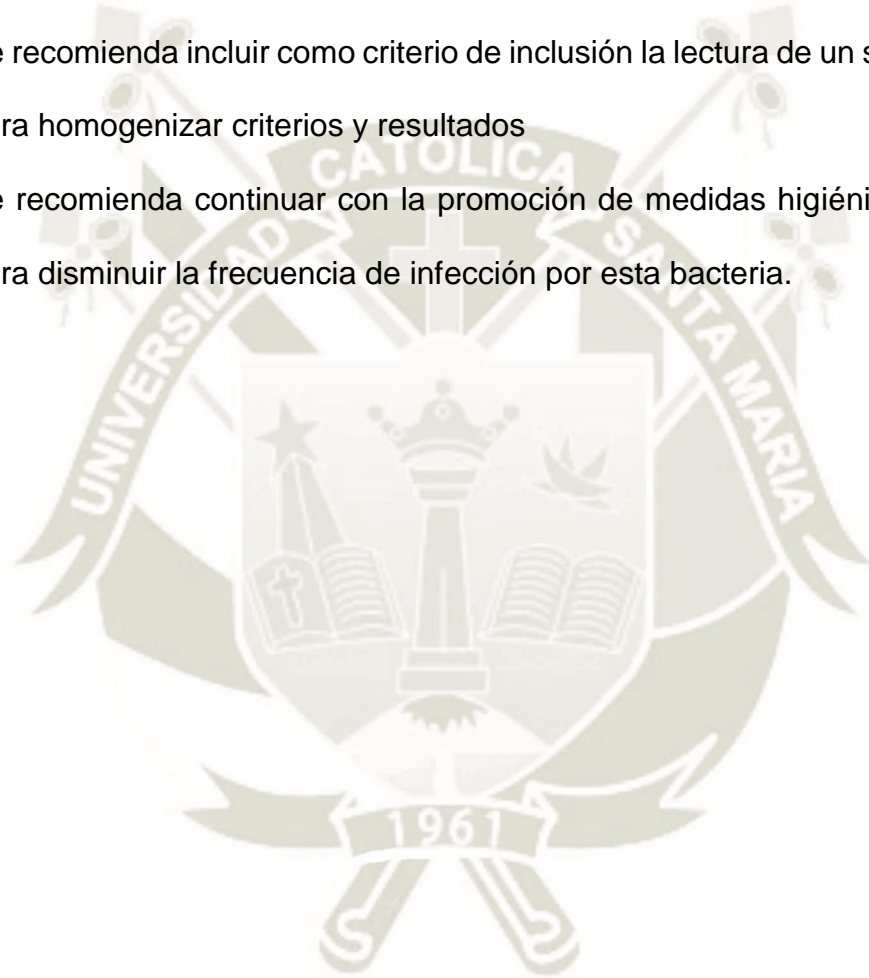 e recomienda incluir como criterio de inclusión la lectura de un s
ra homogenizar criterios y resultados
e recomienda continuar con la promoción de medidas higiéni
ra disminuir la frecuencia de infección por esta bacteria.
UNIVERSIDAD CATÓLICA SANTA MARIA
1961